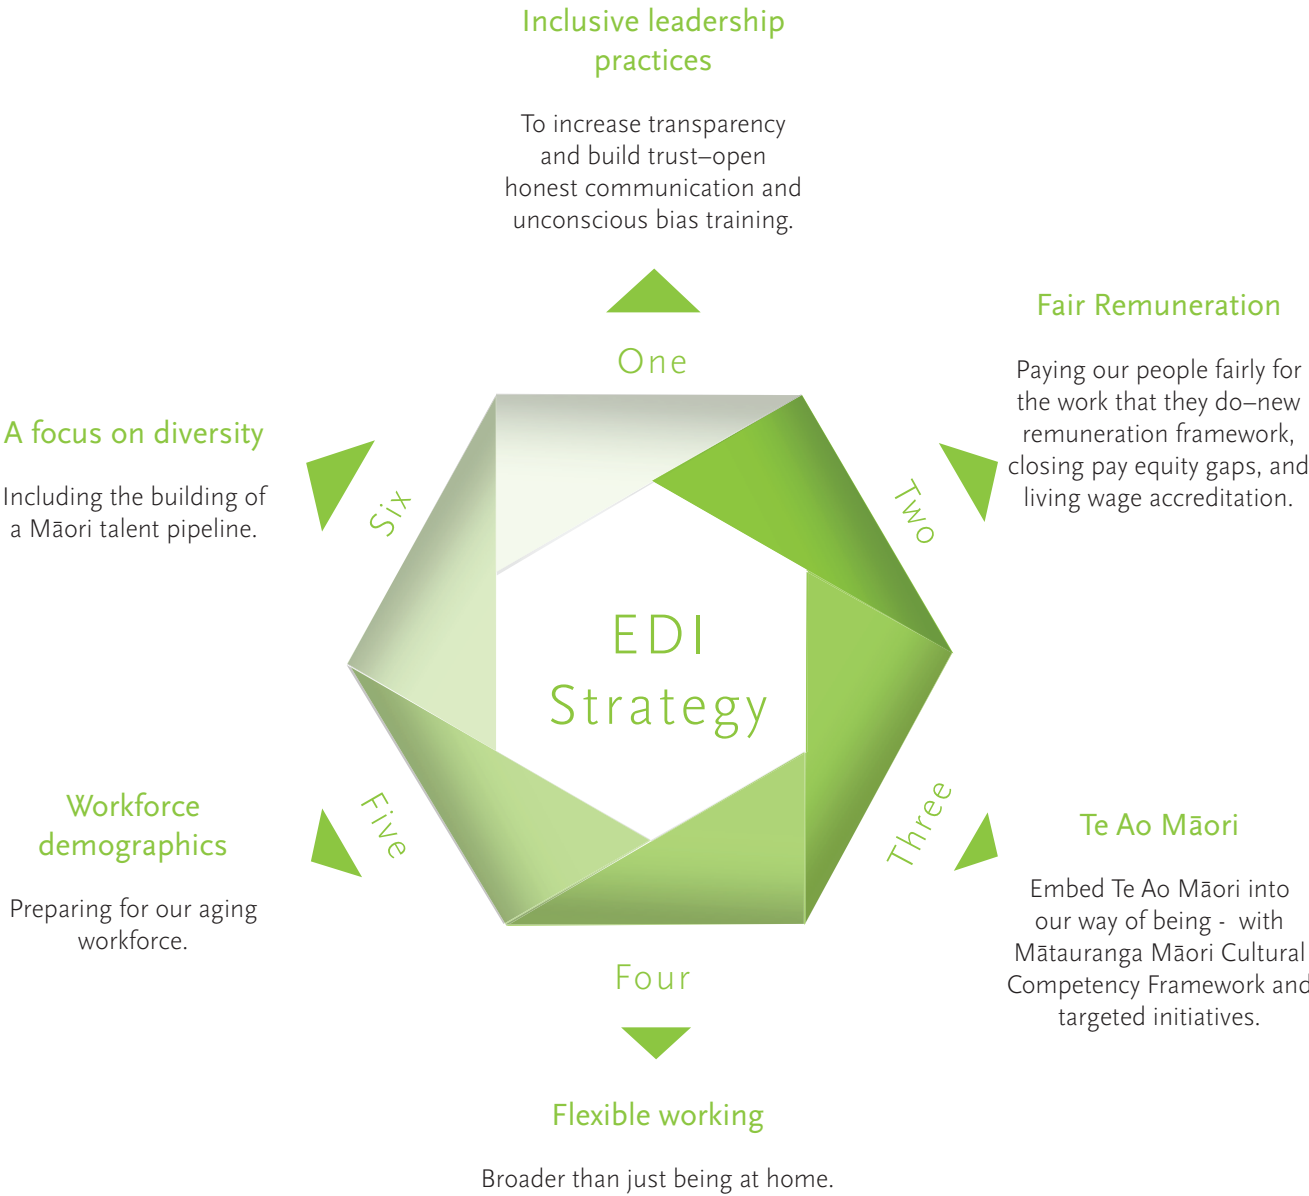 Inclusive leadership
practices
To increase transparency
and build trust–open
honest communication and
unconscious bias training.
One
Fair Remuneration
Paying our people fairly for
the work that they do–new
remuneration framework,
closing pay equity gaps, and
living wage accreditation.
Two
Te Ao Māori
Embed Te Ao Māori into
our way of being - with
Mātauranga Māori Cultural
Competency Framework and
targeted initiatives.
Three
Four
Flexible working
Broader than just being at home.
Workforce
demographics
Preparing for our aging
workforce.
Five
A focus on diversity
Including the building of
a Māori talent pipeline.
Six
EDI
Strategy